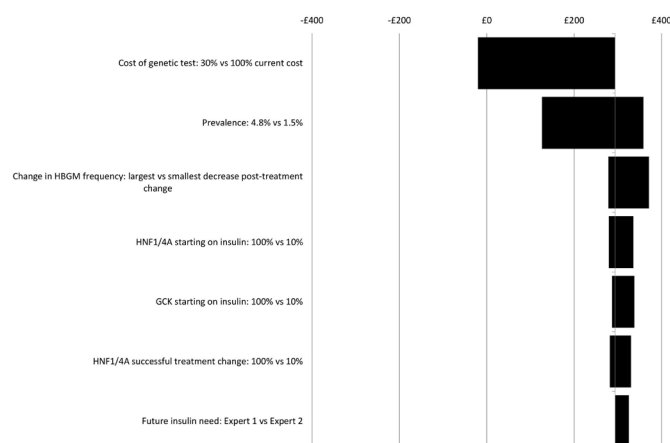 -£400 -£200 £0 £200 £400
Cost of genetic test: 30% vs 100% current cost
Prevalence: 4.8% vs 1.5%
Change in HBGM frequency: largest vs smallest decrease post-treatment
change
HNF1/4A starting on insulin: 100% vs 10%
GCK starting on insulin: 100% vs 10%
HNF1/4A successful treatment change: 100% vs 10%
Future insulin need: Expert 1 vs Expert 2